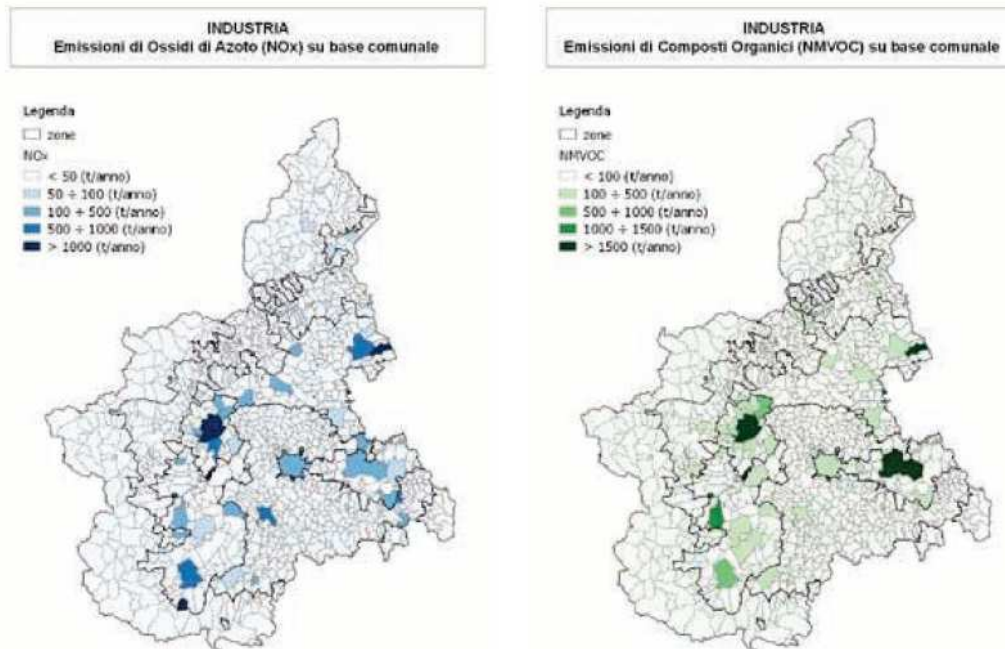 INDUSTRIA
Emissioni di Ossidi di Azoto (NOx) su base comunale
Legenda
zone
NOx
< 50 (t/anno)
50 ÷ 100 (t/anno)
100 ÷ 500 (t/anno)
500 ÷ 1000 (t/anno)
> 1000 (t/anno)
INDUSTRIA
Emissioni di Composti Organici (NMVOC) su base comunale
Legenda
zone
NMVOC
< 100 (t/anno)
100 ÷ 500 (t/anno)
500 ÷ 1000 (t/anno)
1000 ÷ 1500 (t/anno)
> 1500 (t/anno)